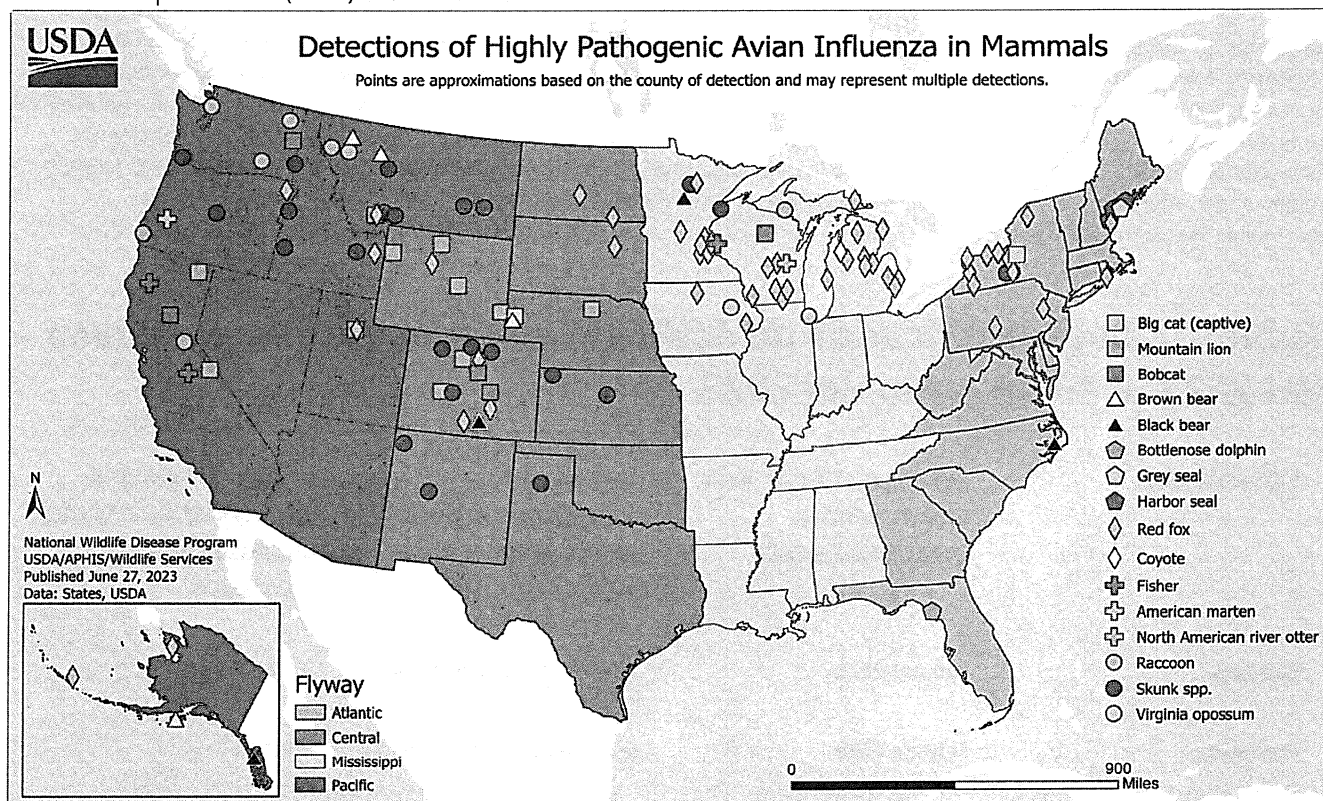 USDA
Detections of Highly Pathogenic Avian Influenza in Mammals
Points are approximations based on the county of detection and may represent multiple detections.
Big cat (captive)
Mountain lion
Bobcat
Brown bear
Black bear
Bottlenose dolphin
Grey seal
Harbor seal
Red fox
Coyote
Fisher
American marten
North American river otter
Raccoon
Skunk spp.
Virginia opossum
N
National Wildlife Disease Program
USDA/APHIS/Wildlife Services
Published June 27, 2023
Data: States, USDA
Flyway
Atlantic
Central
Mississippi
Pacific
0 900
Miles